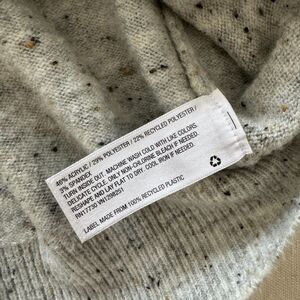 46% ACRYLIC / 29% POLYESTER / 22% RECYCLED POLYESTER /
3% SPANDEX
TURN INSIDE OUT. MACHINE WASH COLD WITH LIKE COLORS.
DELICATE CYCLE. ONLY NON-CHLORINE BLEACH IF NEEDED.
RESHAPE AND LAY FLAT TO DRY. COOL IRON IF NEEDED.
RN17730 VN1298251
LABEL MADE FROM 100% RECYCLED PLASTIC